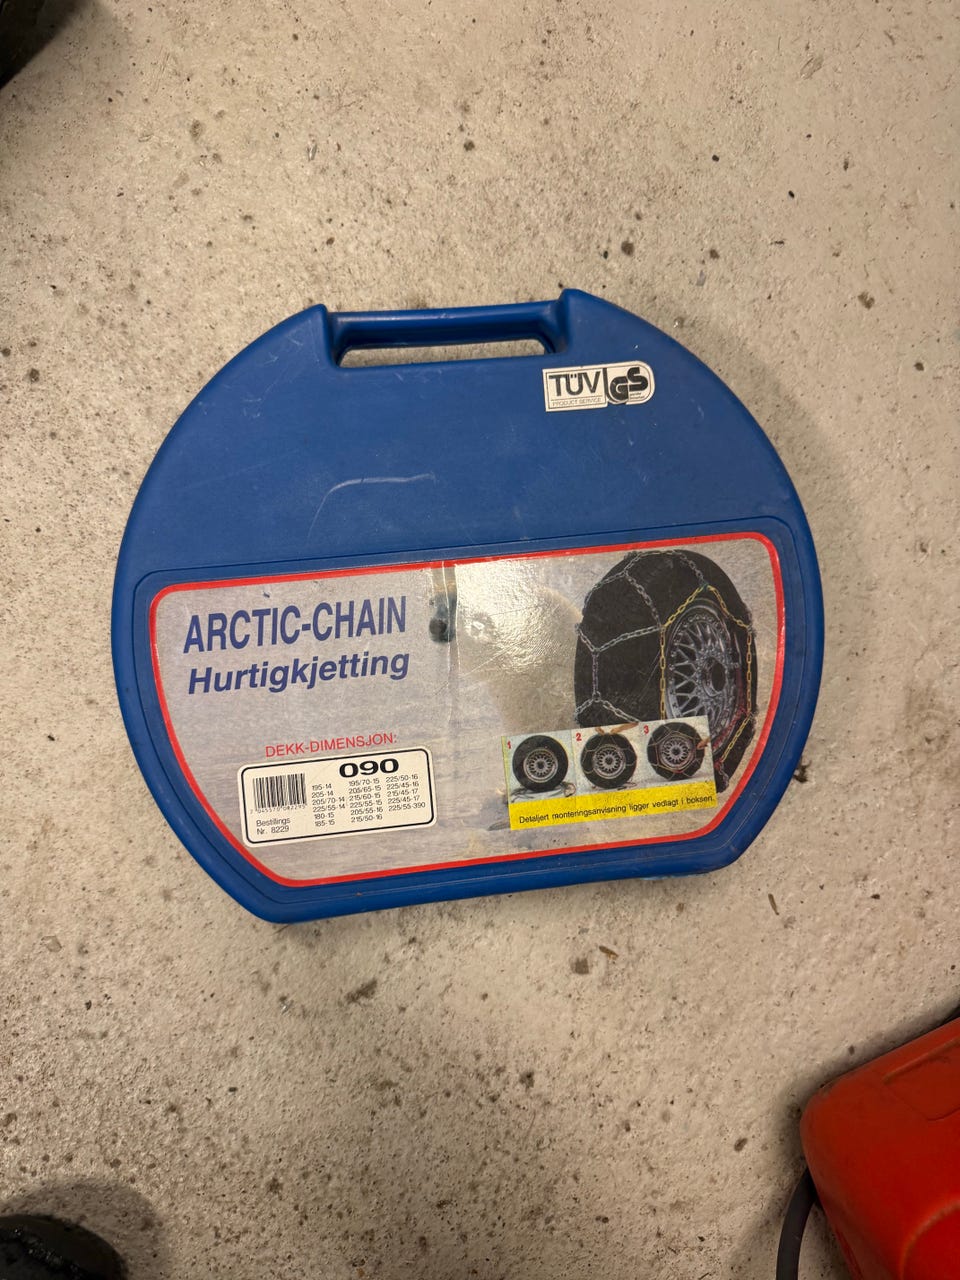 TÜV GS
PRODUCT SERVICE
ARCTIC-CHAIN
Hurtigkjetting
DEKK-DIMENSJON:
090
195-14 195/70-15 225/50-16
205-14 205/65-15 225/45-16
205/70-14 215/60-15 215/45-17
225/55-14 225/55-15 225/45-17
180-15 205/55-16 225/55-390
185-15 215/50-16
Bestillings
Nr. 8229
1 2 3
Detaljert monteringsanvisning ligger vedlagt i boksen.